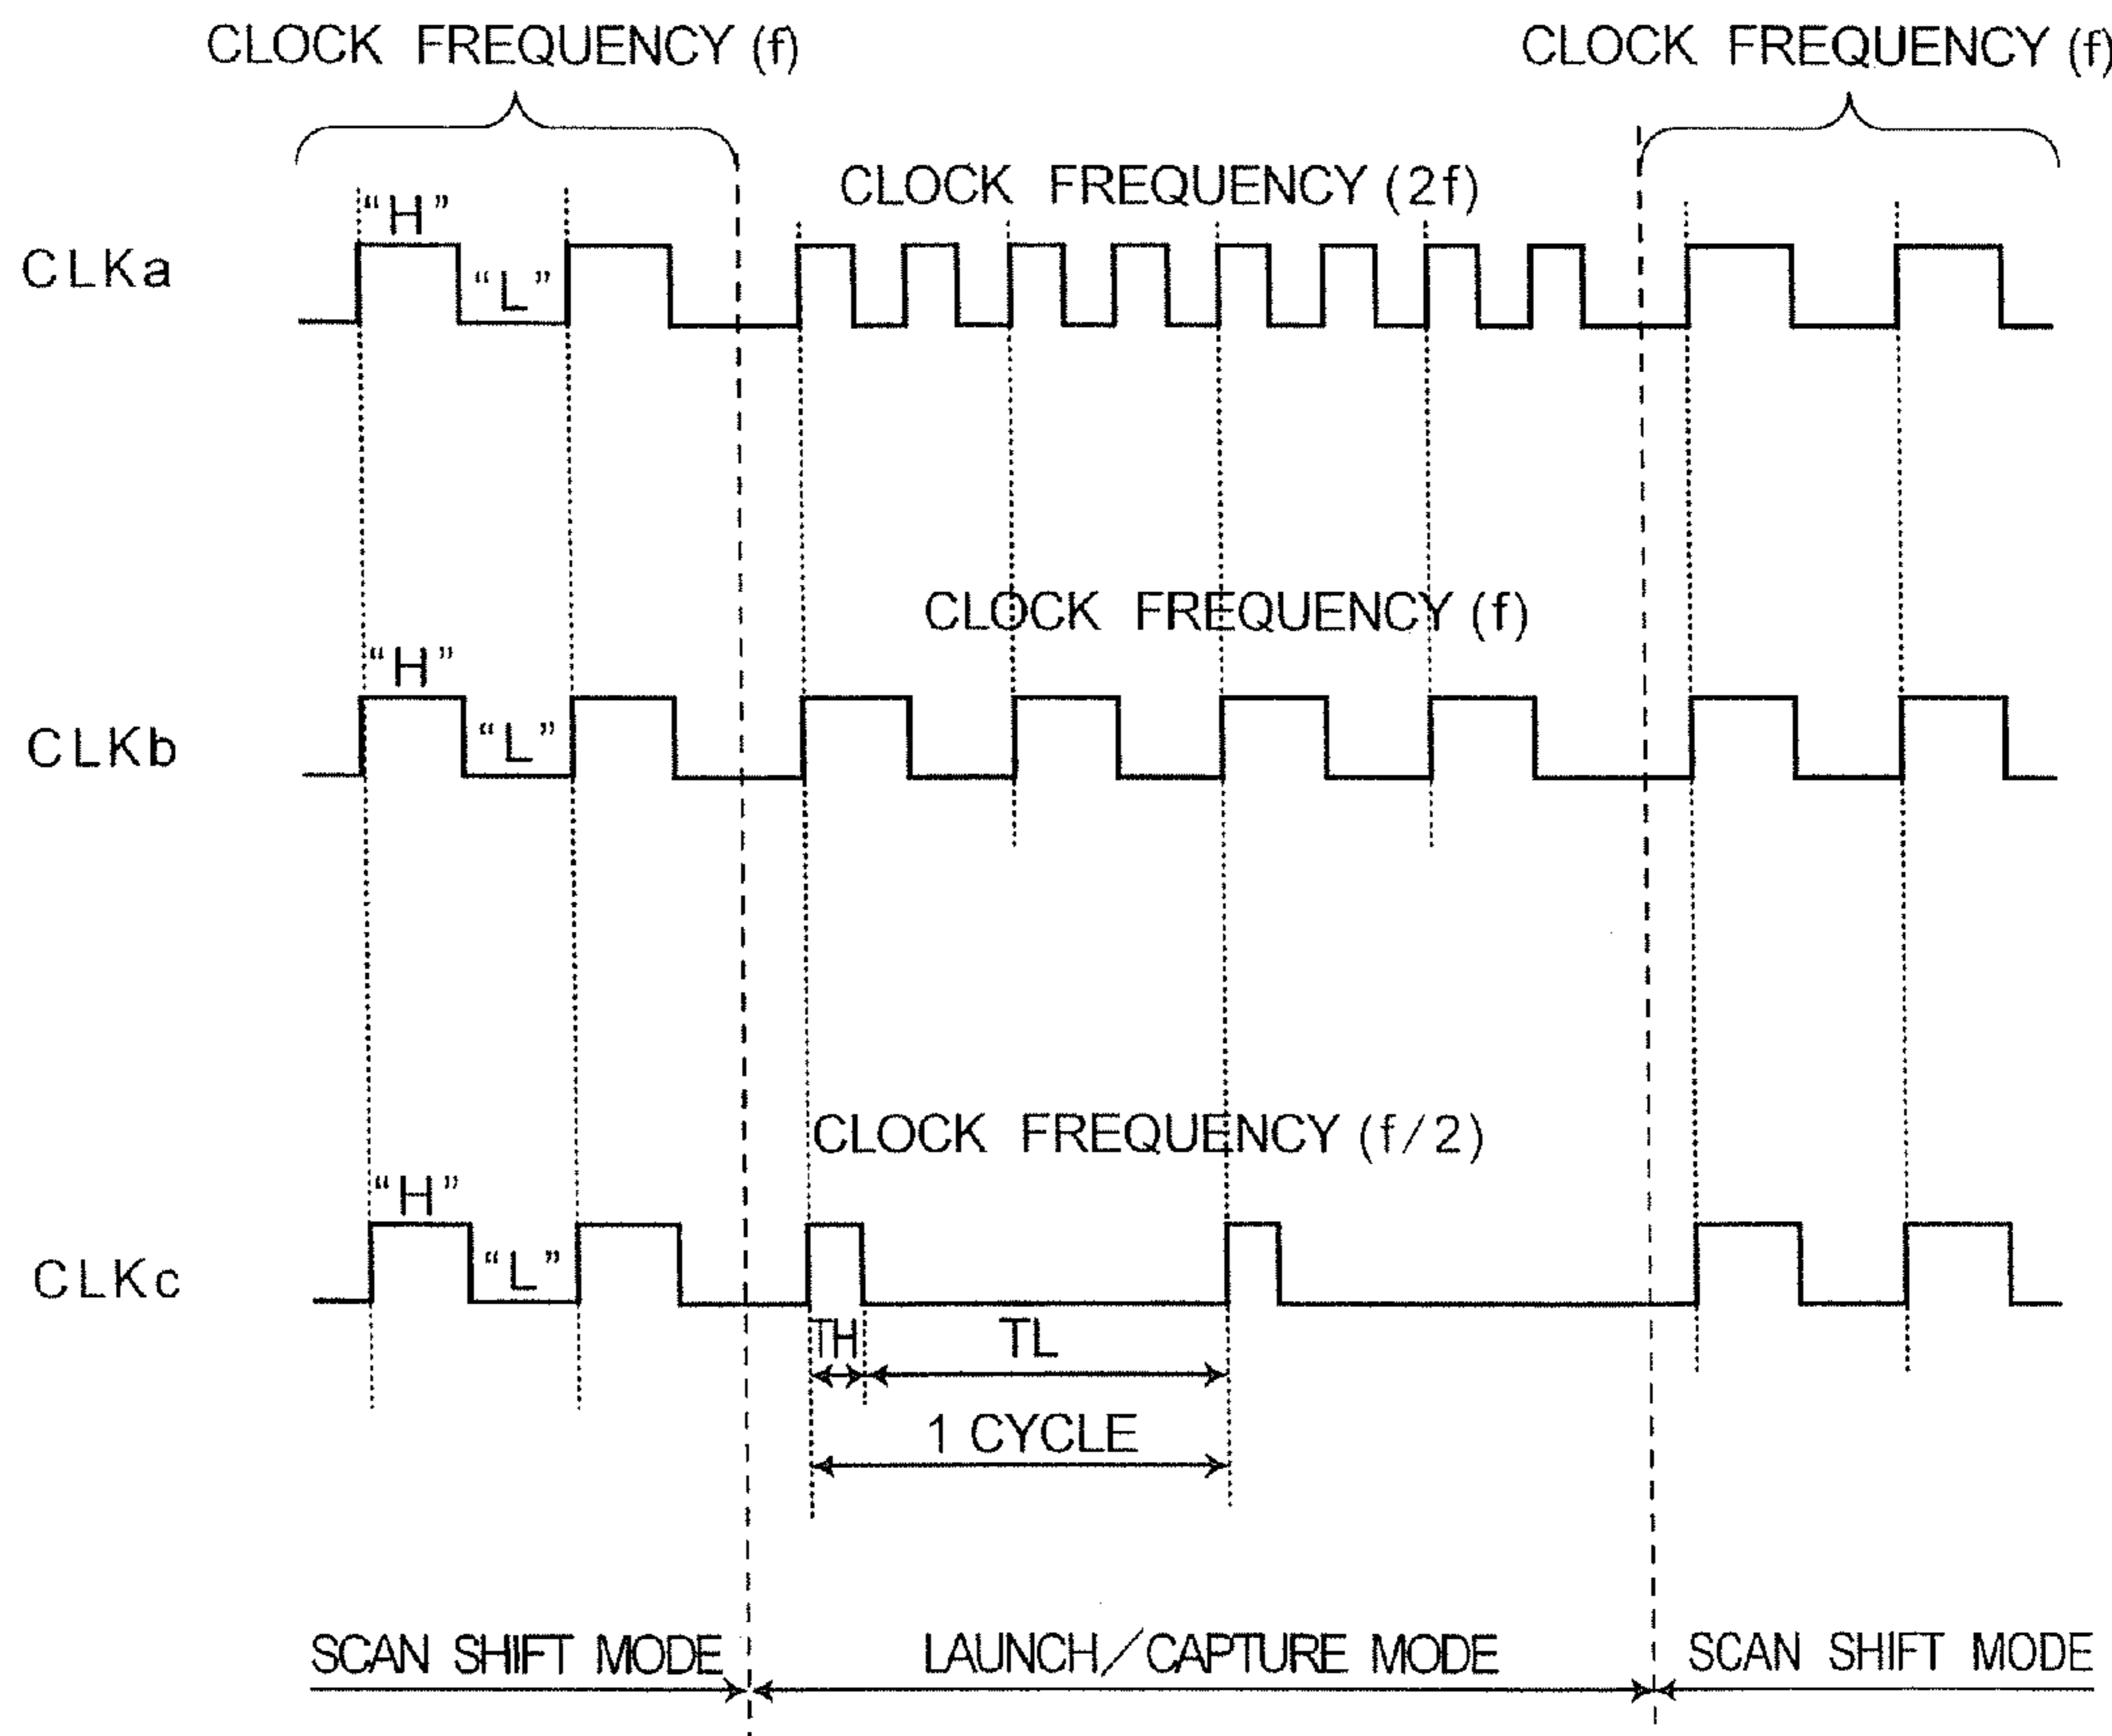 CLOCK FREQUENCY (f)
CLOCK FREQUENCY (f)
CLOCK FREQUENCY (2f)
CLKa
“H”
“L”
CLOCK FREQUENCY (f)
CLKb
“H”
“L”
CLOCK FREQUENCY (f/2)
CLKc
“H”
“L”
TH
TL
1 CYCLE
SCAN SHIFT MODE
LAUNCH/CAPTURE MODE
SCAN SHIFT MODE